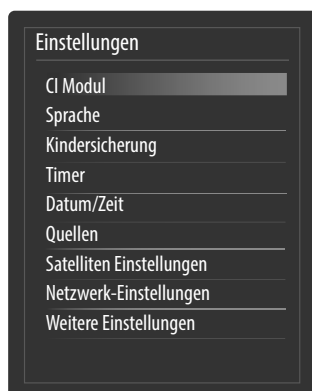 Einstellungen
CI Modul
Sprache
Kindersicherung
Timer
Datum/Zeit
Quellen
Satelliten Einstellungen
Netzwerk-Einstellungen
Weitere Einstellungen